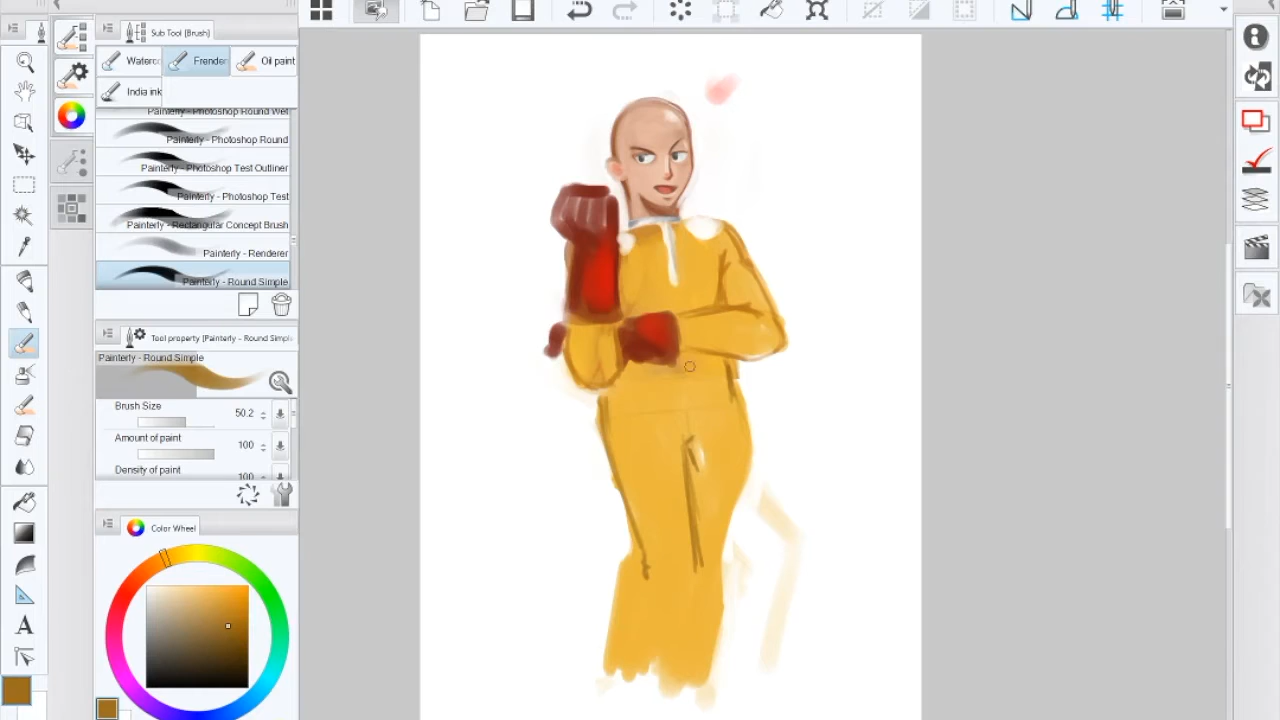 Sub Tool [Brush]
Waterc
Frender
Oil paint
India ink
Painterly - Photoshop Round Wet
Painterly - Photoshop Round
Painterly - Photoshop Test Outliner
Painterly - Photoshop Test
Painterly - Rectangular Concept Brush
Painterly - Renderer
Painterly - Round Simple
Tool property [Painterly - Round Simpl
Painterly - Round Simple
Brush Size 50.2
Amount of paint 100
Density of paint 100
Color Wheel